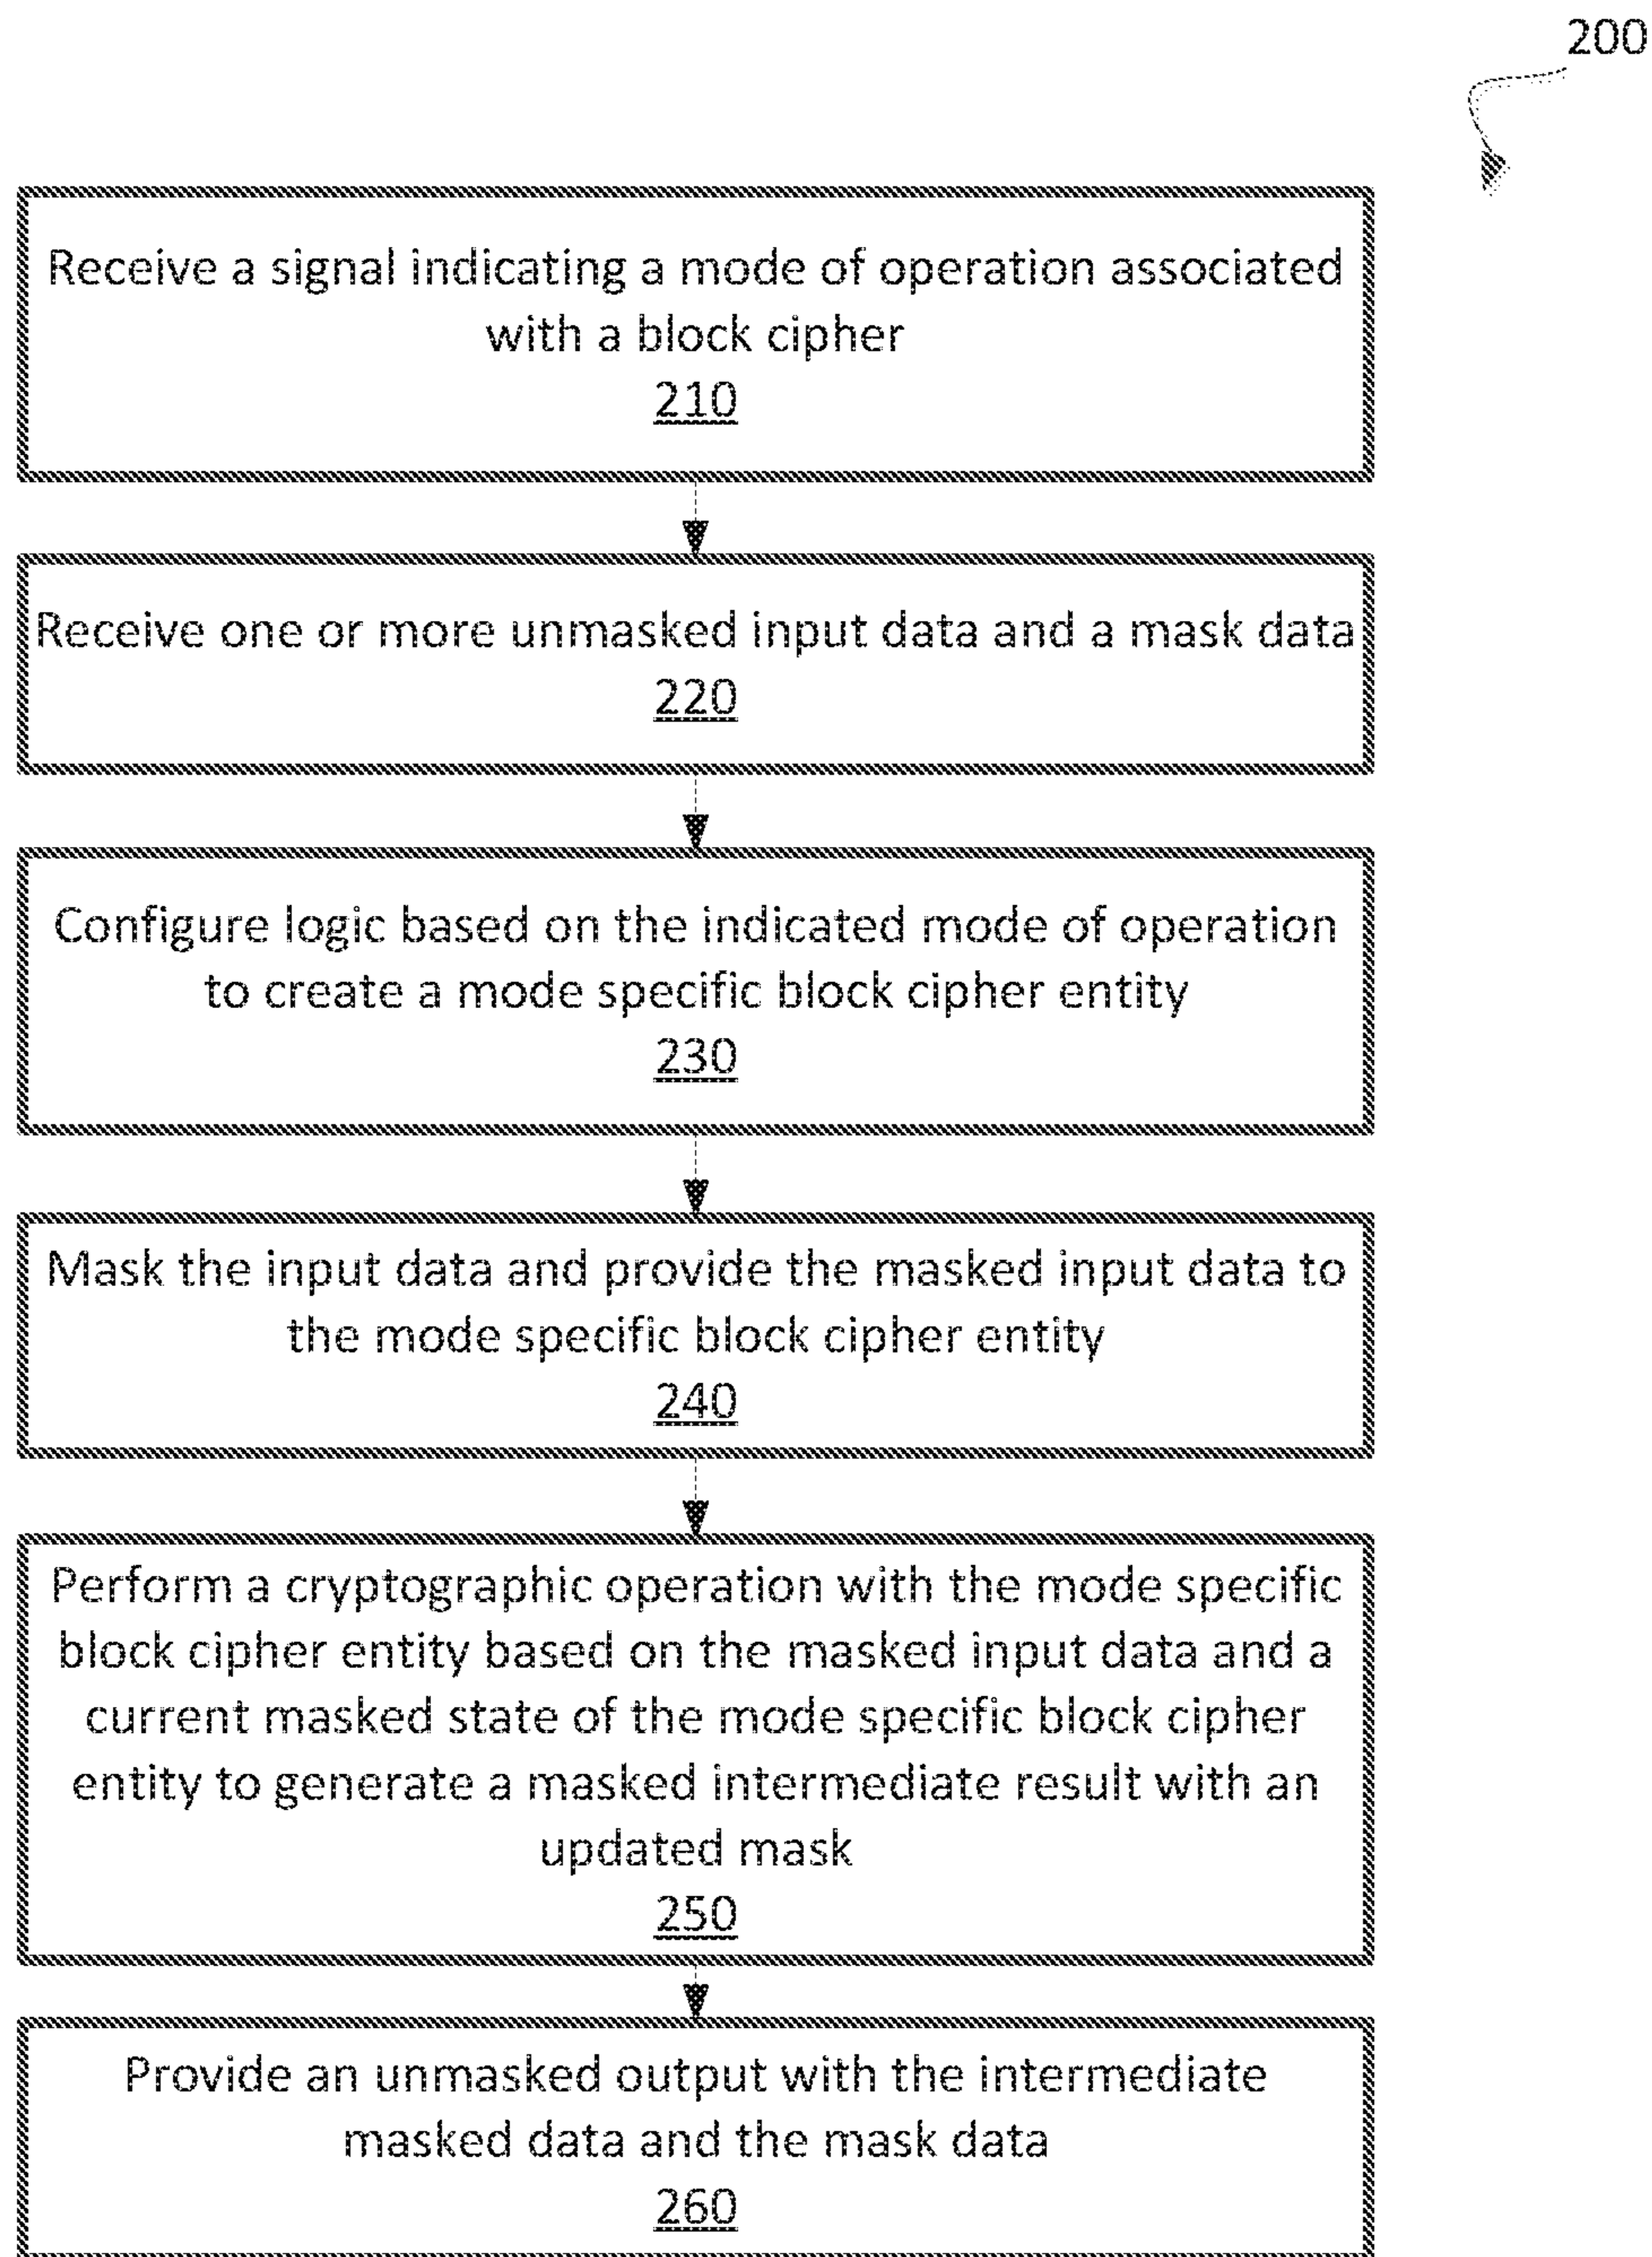 200
Receive a signal indicating a mode of operation associated
with a block cipher
210
Receive one or more unmasked input data and a mask data
220
Configure logic based on the indicated mode of operation
to create a mode specific block cipher entity
230
Mask the input data and provide the masked input data to
the mode specific block cipher entity
240
Perform a cryptographic operation with the mode specific
block cipher entity based on the masked input data and a
current masked state of the mode specific block cipher
entity to generate a masked intermediate result with an
updated mask
250
Provide an unmasked output with the intermediate
masked data and the mask data
260